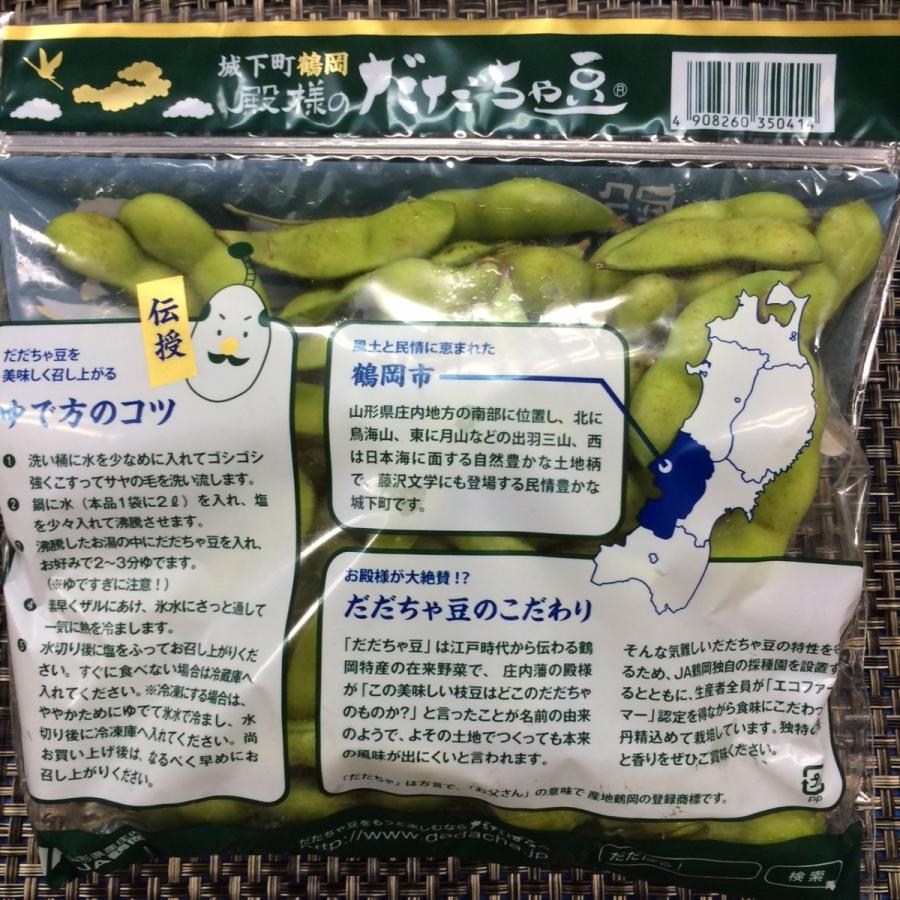 城下町鶴岡
殿様の
だだちゃ豆®
4 908260 350414
伝授
だだちゃ豆を
美味しく召し上がる
ゆで方のコツ
❶ 洗い桶に水を少なめに入れてゴシゴシ
強くこすってサヤの毛を洗い流します。
❷ 鍋に水（本品1袋に2ℓ）を入れ、塩
を少々入れて沸騰させます。
沸騰したお湯の中にだだちゃ豆を入れ、
お好みで2〜3分ゆでます。
（※ゆですぎに注意！）
❹ 素早くザルにあけ、氷水にさっと通して
一気に熱を冷まします。
❺ 水切り後に塩をふってお召し上がりくだ
さい。すぐに食べない場合は冷蔵庫へ
入れてください。※冷凍にする場合は、
ややかためにゆでて氷水で冷まし、水
切り後に冷凍庫へ入れてください。尚
お買い上げ後は、なるべく早めにお
召し上がりください。
風土と民情に恵まれた
鶴岡市
山形県庄内地方の南部に位置し、北に
鳥海山、東に月山などの出羽三山、西
は日本海に面する自然豊かな土地柄
で、藤沢文学にも登場する民情豊かな
城下町です。
お殿様が大絶賛！？
だだちゃ豆のこだわり
「だだちゃ豆」は江戸時代から伝わる鶴
岡特産の在来野菜で、庄内藩の殿様
が「この美味しい枝豆はどこのだだちゃ
のものか？」と言ったことが名前の由来
のようで、よその土地でつくっても本来
の風味が出にくいと言われます。
そんな気難しいだだちゃ豆の特性を
るため、JA鶴岡独自の採種園を設置す
るとともに、生産者全員が「エコファ
マー」認定を得ながら食味にこだわっ
丹精込めて栽培しています。独特の
と香りをぜひご賞味ください。
「だだちゃ」は方言で、「お父さん」の意味で産地鶴岡の登録商標です。
PP
だだちゃ豆をもっと楽しむなら
http://www.dadacha.jp
検索